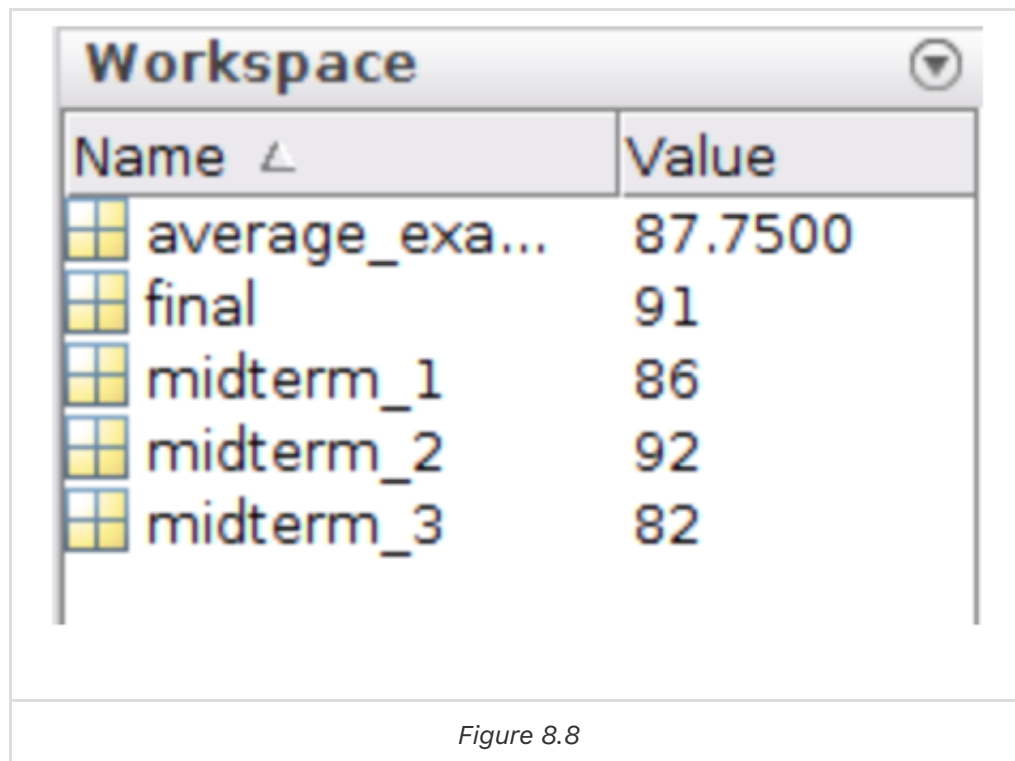 Workspace
Name Value
average_exa... 87.7500
final 91
midterm_1 86
midterm_2 92
midterm_3 82
Figure 8.8